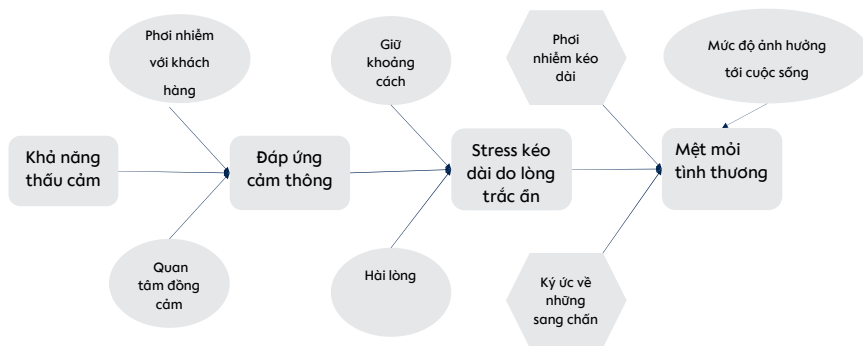 Phơi nhiễm
với khách
hàng
Giữ
khoảng
cách
Phơi
nhiễm kéo
dài
Mức độ ảnh hưởng
tới cuộc sống
Khả năng
thấu cảm
Đáp ứng
cảm thông
Stress kéo
dài do lòng
trắc ẩn
Mệt mỏi
tình thương
Quan
tâm đồng
cảm
Hài lòng
Ký ức về
những
sang chấn